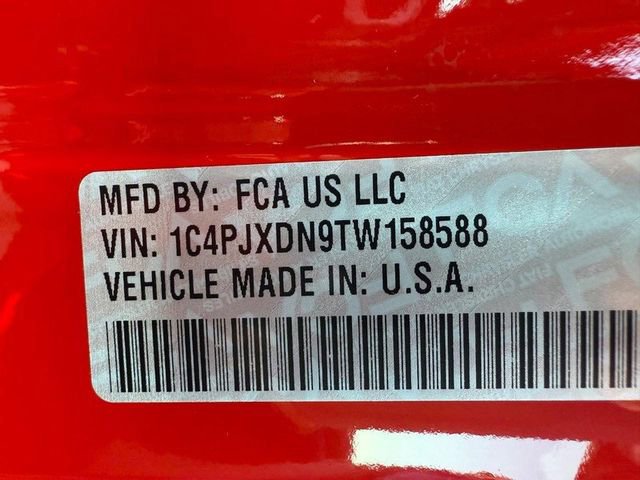 MFD BY: FCA US LLC
VIN: 1C4PJXDN9TW158588
VEHICLE MADE IN: U.S.A.